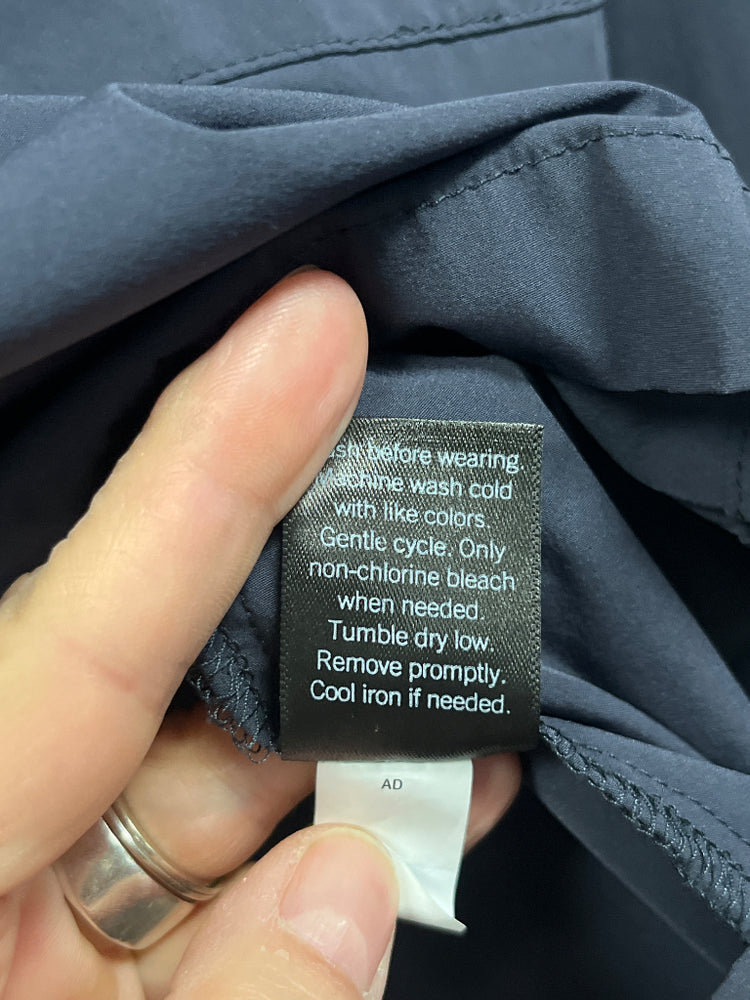 before wearing.
Machine wash cold
with like colors.
Gentle cycle. Only
non-chlorine bleach
when needed.
Tumble dry low.
Remove promptly.
Cool iron if needed.
AD